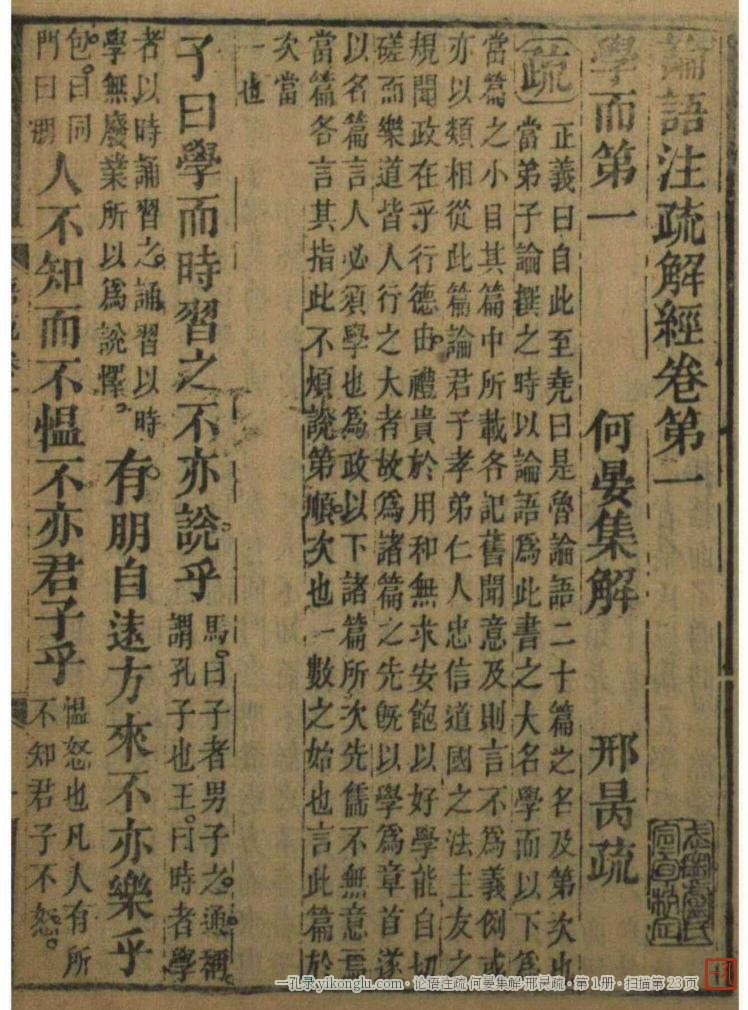 論語注疏解經卷第一
學而第一 何晏集解 邢昺疏
疏 正義曰自此至堯曰是魯論語二十篇之名及第次也
當弟子論撰之時以論語爲此書之大名學而以下爲
當篇之小目其篇中所載各記舊聞意及則言不爲義例或
亦以類相從此篇論君子孝弟仁人忠信道國之法主友之
規聞政在乎行德由禮貴於用和無求安飽以好學能自切
磋而樂道皆人行之大者故爲諸篇之先旣以學爲章首遂
以名篇言人必須學也爲政以下諸篇所次先儒不無意焉
當篇各言其指此不煩說第順次也一數之始也言此篇於
次當
一也
子曰學而時習之不亦說乎 馬曰子者男子之通稱
謂孔子也王曰時者學
者以時誦習之誦習以時
學無廢業所以爲說懌
有朋自遠方來不亦樂乎
包曰同
門曰朋
人不知而不慍不亦君子乎 慍怒也凡人有所
不知君子不怒
一孔录yikonglu.com · 论语注疏 何晏集解 邢昺疏 · 第1册 · 扫描第23页